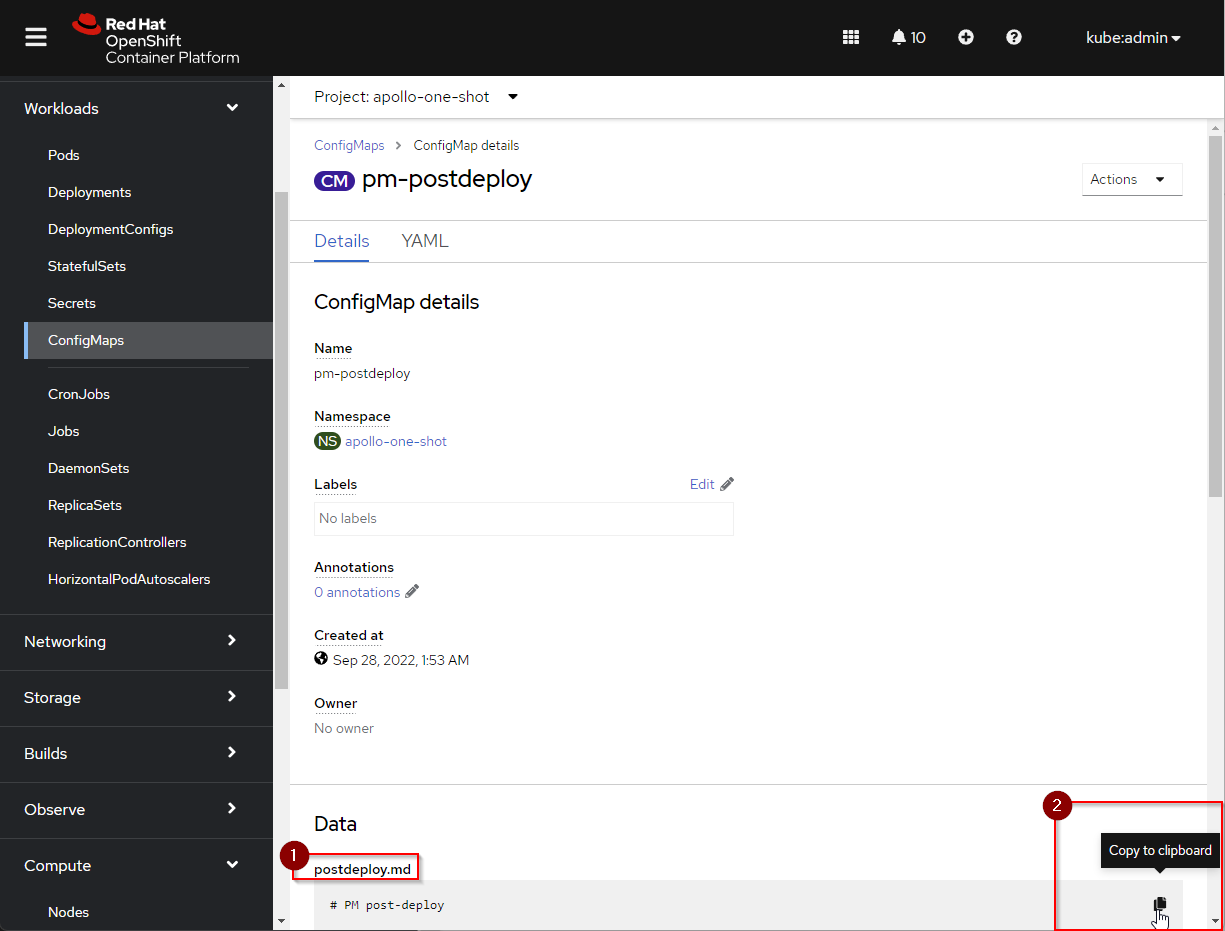 Red Hat
OpenShift
Container Platform
10
kube:admin
Workloads
Pods
Deployments
DeploymentConfigs
StatefulSets
Secrets
ConfigMaps
CronJobs
Jobs
DaemonSets
ReplicaSets
ReplicationControllers
HorizontalPodAutoscalers
Networking
Storage
Builds
Observe
Compute
Nodes
Project: apollo-one-shot
ConfigMaps > ConfigMap details
CM pm-postdeploy
Actions
Details YAML
ConfigMap details
Name
pm-postdeploy
Namespace
NS apollo-one-shot
Labels Edit
No labels
Annotations
0 annotations
Created at
Sep 28, 2022, 1:53 AM
Owner
No owner
Data
2
Copy to clipboard
1
postdeploy.md
# PM post-deploy